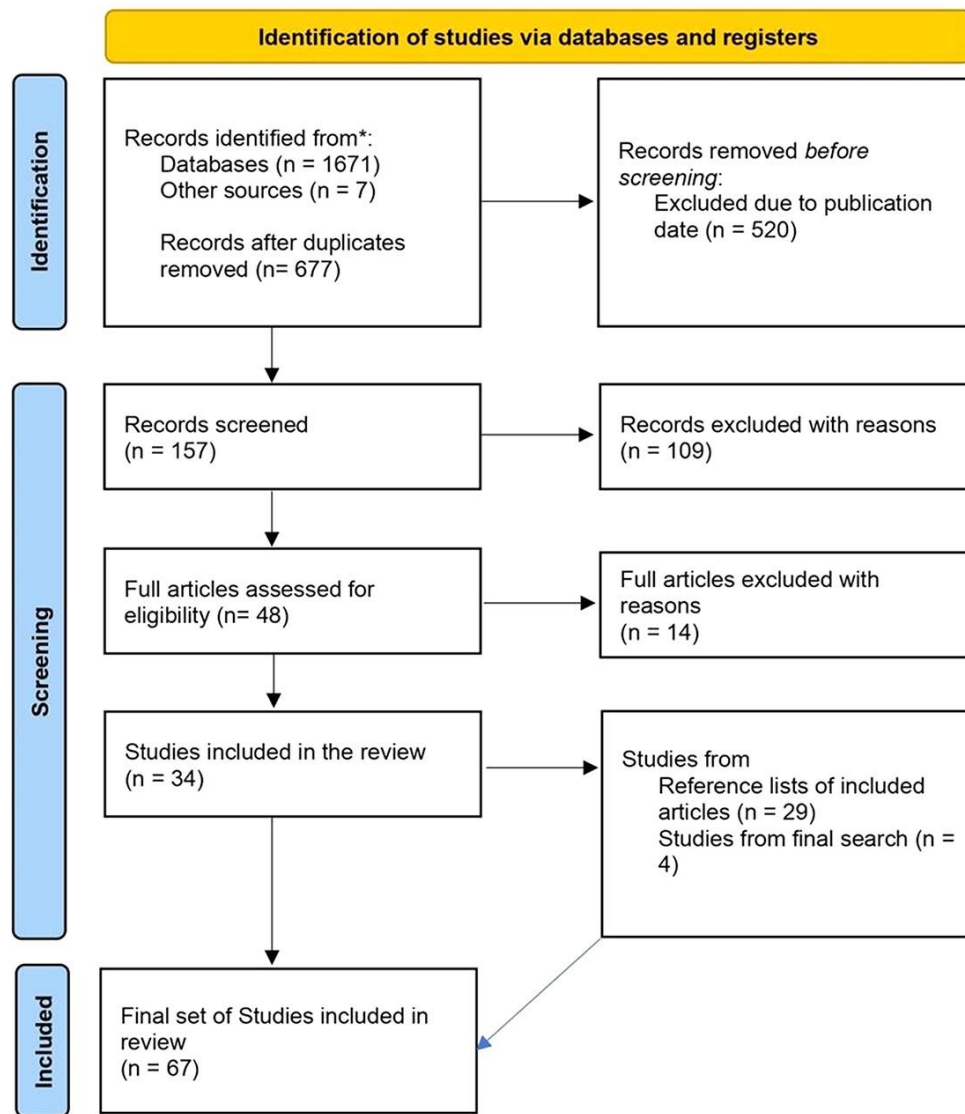 Identification of studies via databases and registers
Identification
Records identified from*:
Databases (n = 1671)
Other sources (n = 7)
Records after duplicates
removed (n= 677)
Records removed before
screening:
Excluded due to publication
date (n = 520)
Screening
Records screened
(n = 157)
Records excluded with reasons
(n = 109)
Full articles assessed for
eligibility (n= 48)
Full articles excluded with
reasons
(n = 14)
Studies included in the review
(n = 34)
Studies from
Reference lists of included
articles (n = 29)
Studies from final search (n =
4)
Included
Final set of Studies included in
review
(n = 67)